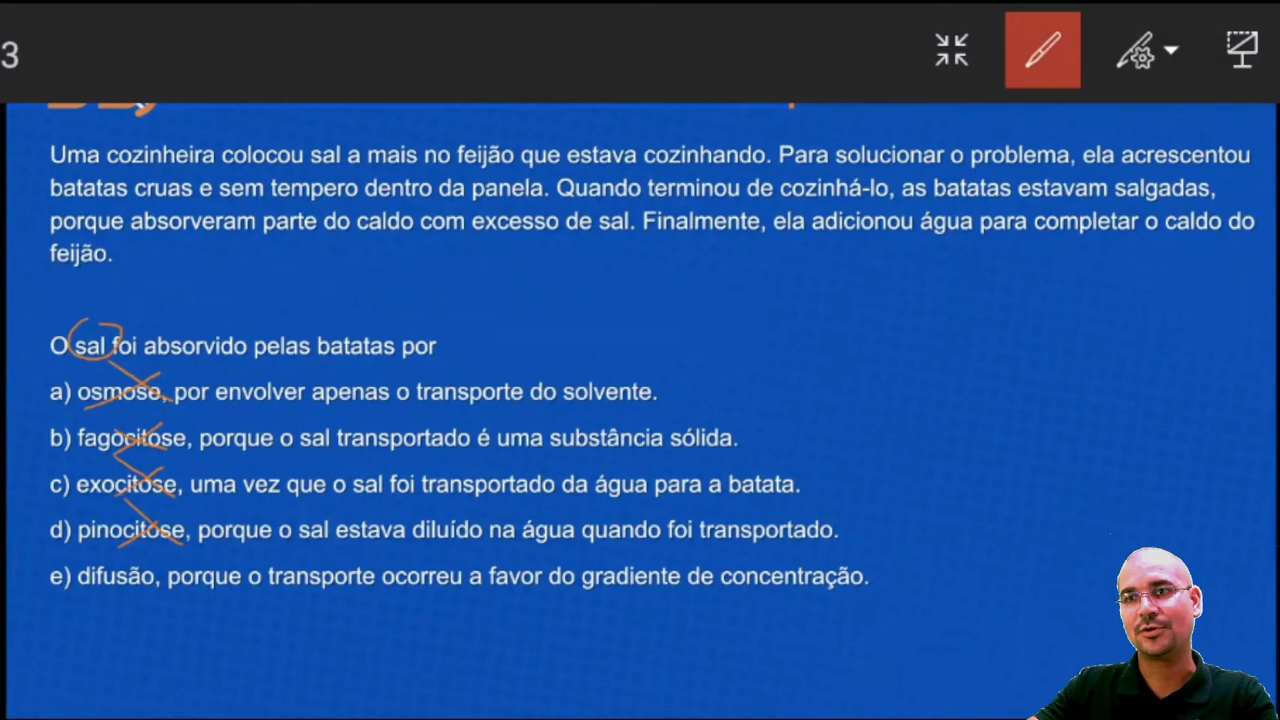 3
Uma cozinheira colocou sal a mais no feijão que estava cozinhando. Para solucionar o problema, ela acrescentou
batatas cruas e sem tempero dentro da panela. Quando terminou de cozinhá-lo, as batatas estavam salgadas,
porque absorveram parte do caldo com excesso de sal. Finalmente, ela adicionou água para completar o caldo do
feijão.
O sal foi absorvido pelas batatas por
a) osmose, por envolver apenas o transporte do solvente.
b) fagocitose, porque o sal transportado é uma substância sólida.
c) exocitose, uma vez que o sal foi transportado da água para a batata.
d) pinocitose, porque o sal estava diluído na água quando foi transportado.
e) difusão, porque o transporte ocorreu a favor do gradiente de concentração.